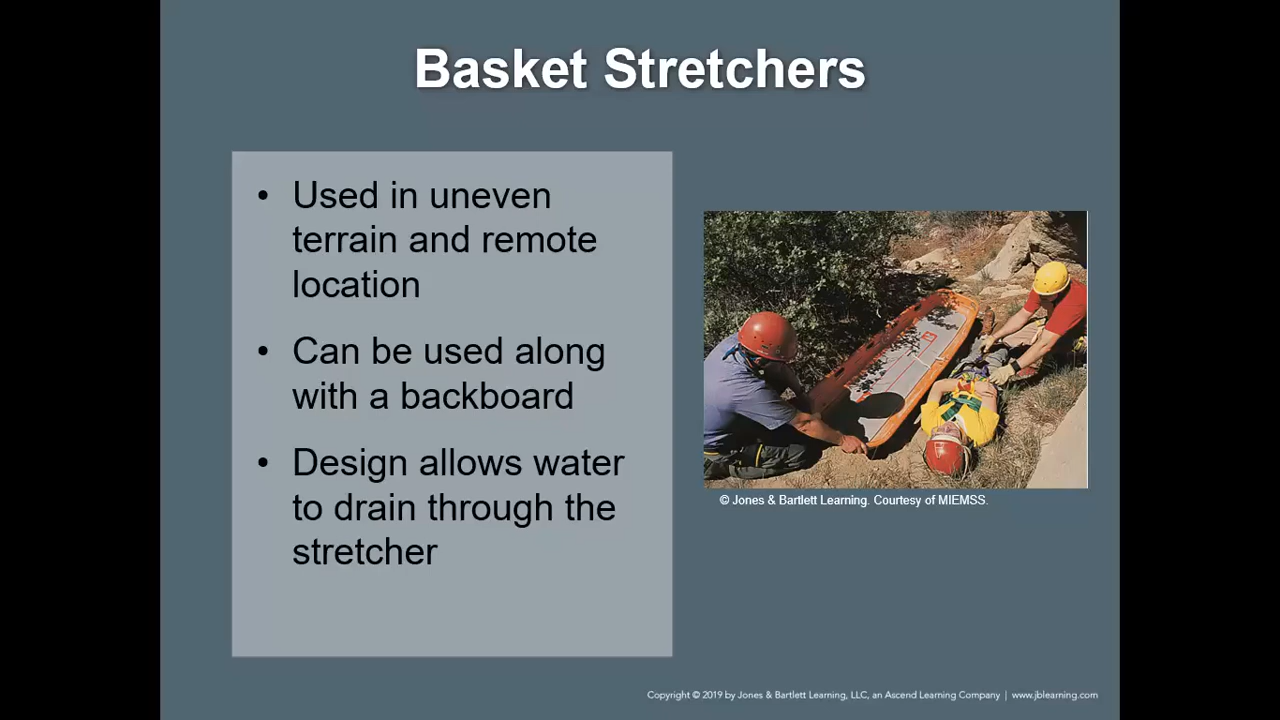 Basket Stretchers
• Used in uneven
terrain and remote
location
• Can be used along
with a backboard
• Design allows water
to drain through the
stretcher
© Jones & Bartlett Learning. Courtesy of MIEMSS.
Copyright © 2019 by Jones & Bartlett Learning, LLC, an Ascend Learning Company | www.jblearning.com